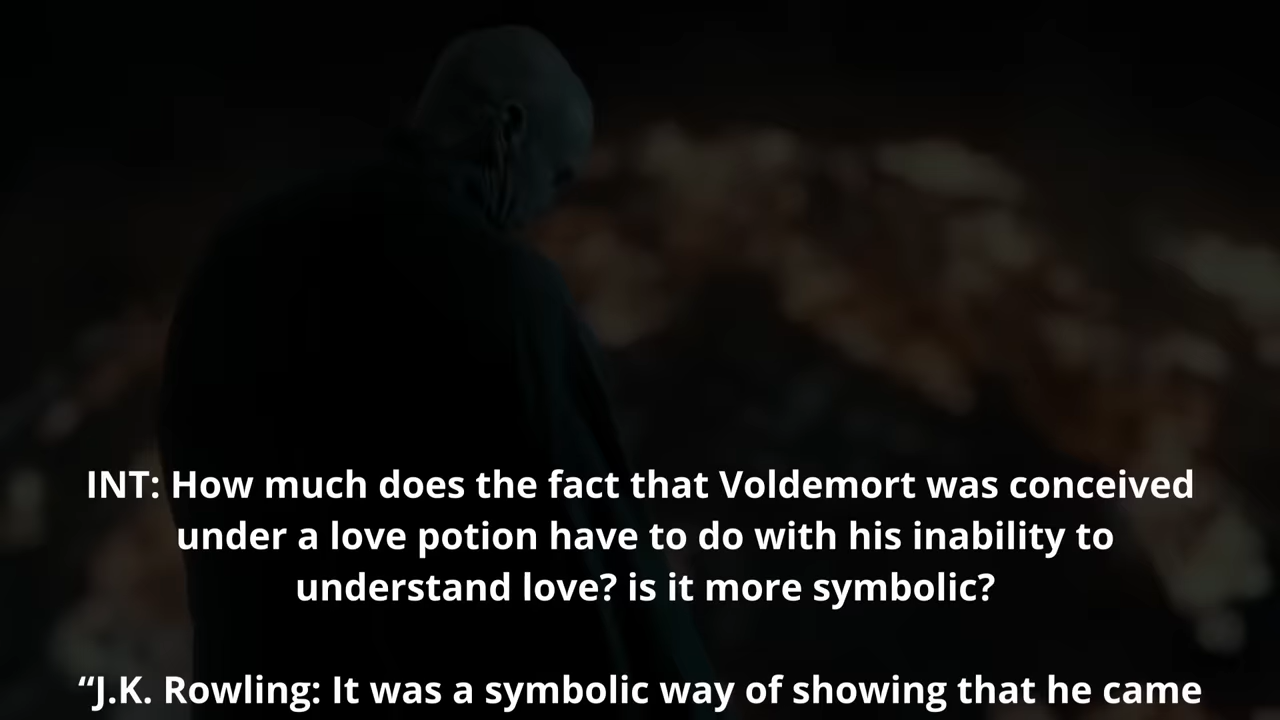 INT: How much does the fact that Voldemort was conceived
under a love potion have to do with his inability to
understand love? is it more symbolic?
“J.K. Rowling: It was a symbolic way of showing that he came